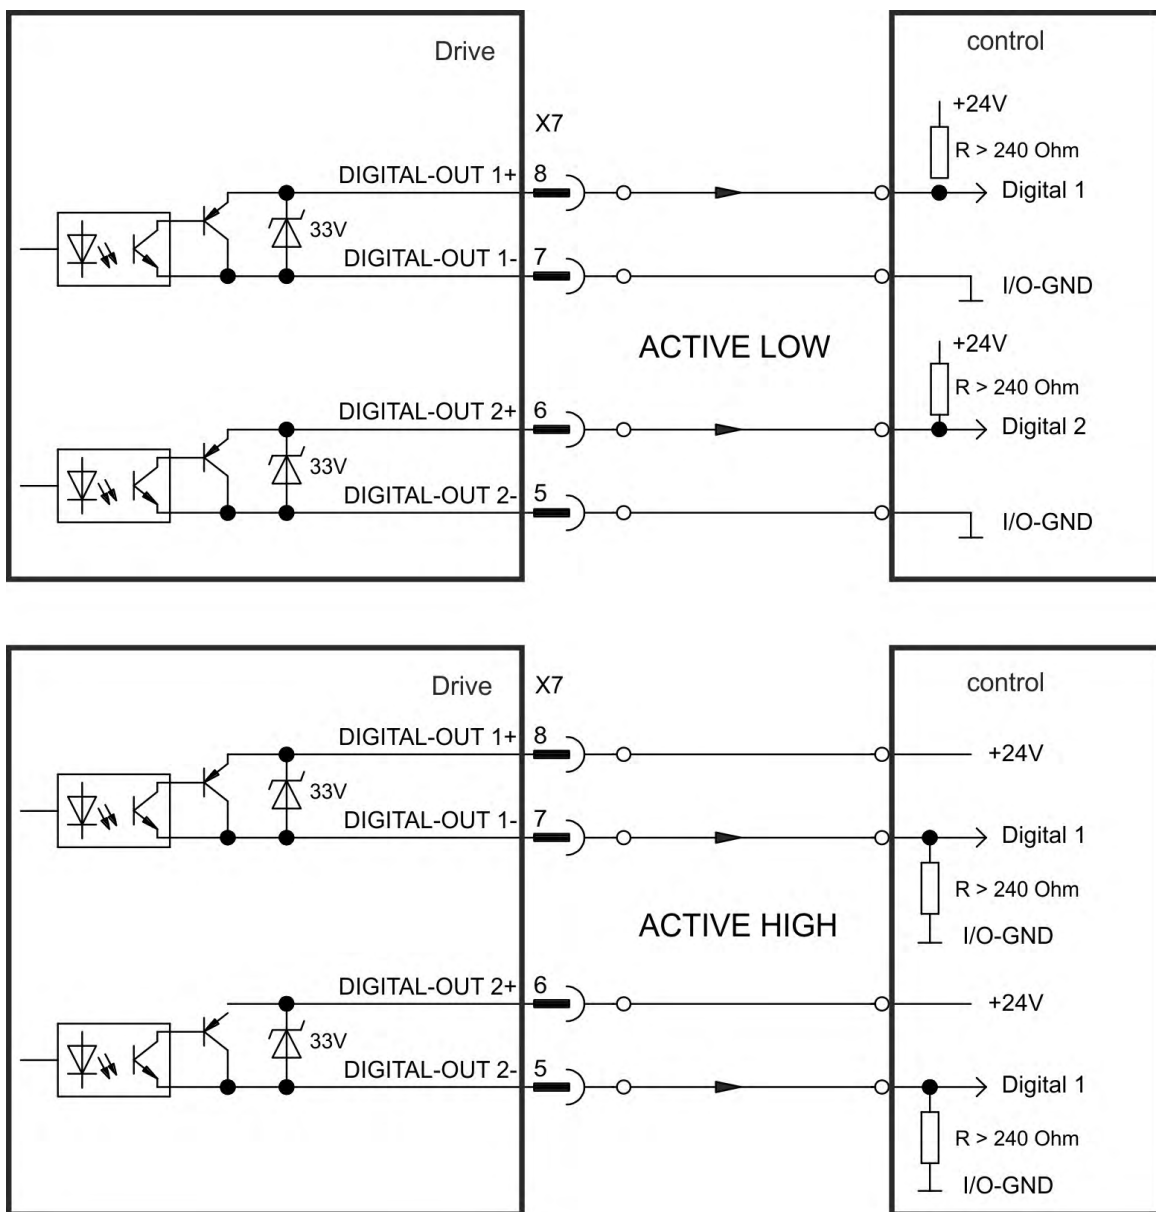 Drive
control
X7
+24V
R > 240 Ohm
DIGITAL-OUT 1+ 8
Digital 1
33V
DIGITAL-OUT 1- 7
I/O-GND
ACTIVE LOW
+24V
R > 240 Ohm
DIGITAL-OUT 2+ 6
Digital 2
33V
DIGITAL-OUT 2- 5
I/O-GND
Drive X7
control
DIGITAL-OUT 1+ 8
+24V
33V
DIGITAL-OUT 1- 7
Digital 1
R > 240 Ohm
ACTIVE HIGH
I/O-GND
DIGITAL-OUT 2+ 6
+24V
33V
DIGITAL-OUT 2- 5
Digital 1
R > 240 Ohm
I/O-GND